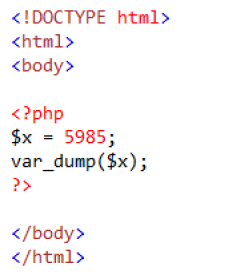 <!DOCTYPE html>
<html>
<body>
<?php
$x = 5985;
var_dump($x);
?>
</body>
</html>